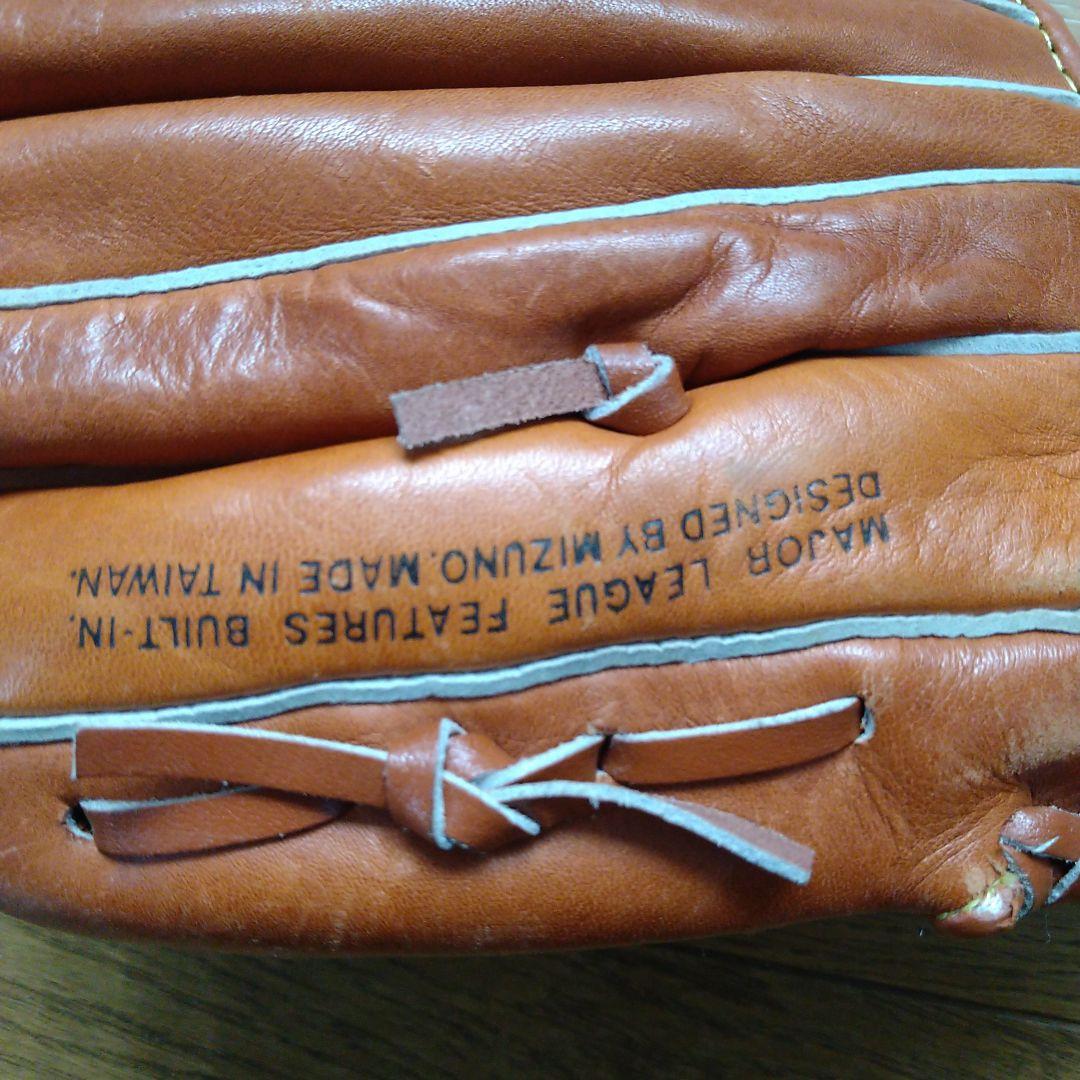 MAJOR LEAGUE FEATURES BUILT-IN.
DESIGNED BY MIZUNO.MADE IN TAIWAN.